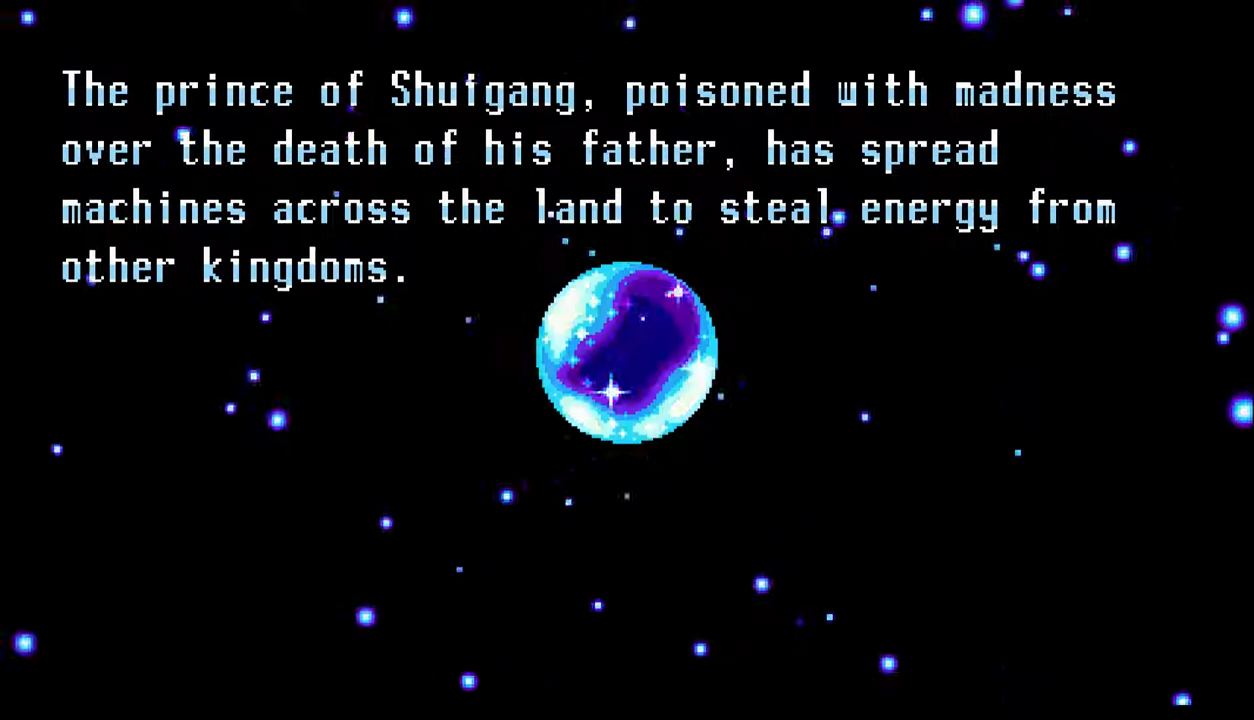 The prince of Shuigang, poisoned with madness
over the death of his father, has spread
machines across the land to steal energy from
other kingdoms.